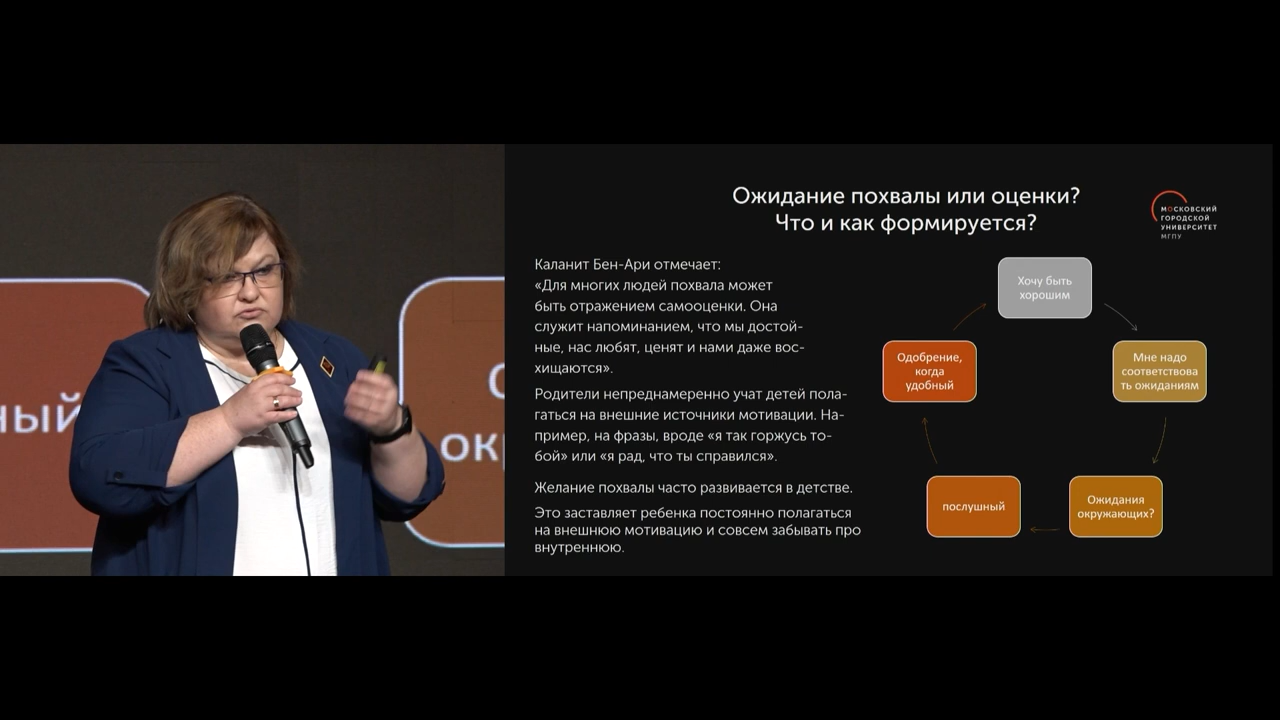 Ожидание похвалы или оценки?
Что и как формируется?
МОСКОВСКИЙ
ГОРОДСКОЙ
УНИВЕРСИТЕТ
МГПУ
Каланит Бен-Ари отмечает:
«Для многих людей похвала может
быть отражением самооценки. Она
служит напоминанием, что мы достой-
ные, нас любят, ценят и нами даже вос-
хищаются».
Родители непреднамеренно учат детей пола-
гаться на внешние источники мотивации. На-
пример, на фразы, вроде «я так горжусь то-
бой» или «я рад, что ты справился».
Желание похвалы часто развивается в детстве.
Это заставляет ребенка постоянно полагаться
на внешнюю мотивацию и совсем забывать про
внутреннюю.
Хочу быть
хорошим
Мне надо
соответствова
ть ожиданиям
Ожидания
окружающих?
послушный
Одобрение,
когда
удобный
ный
ок